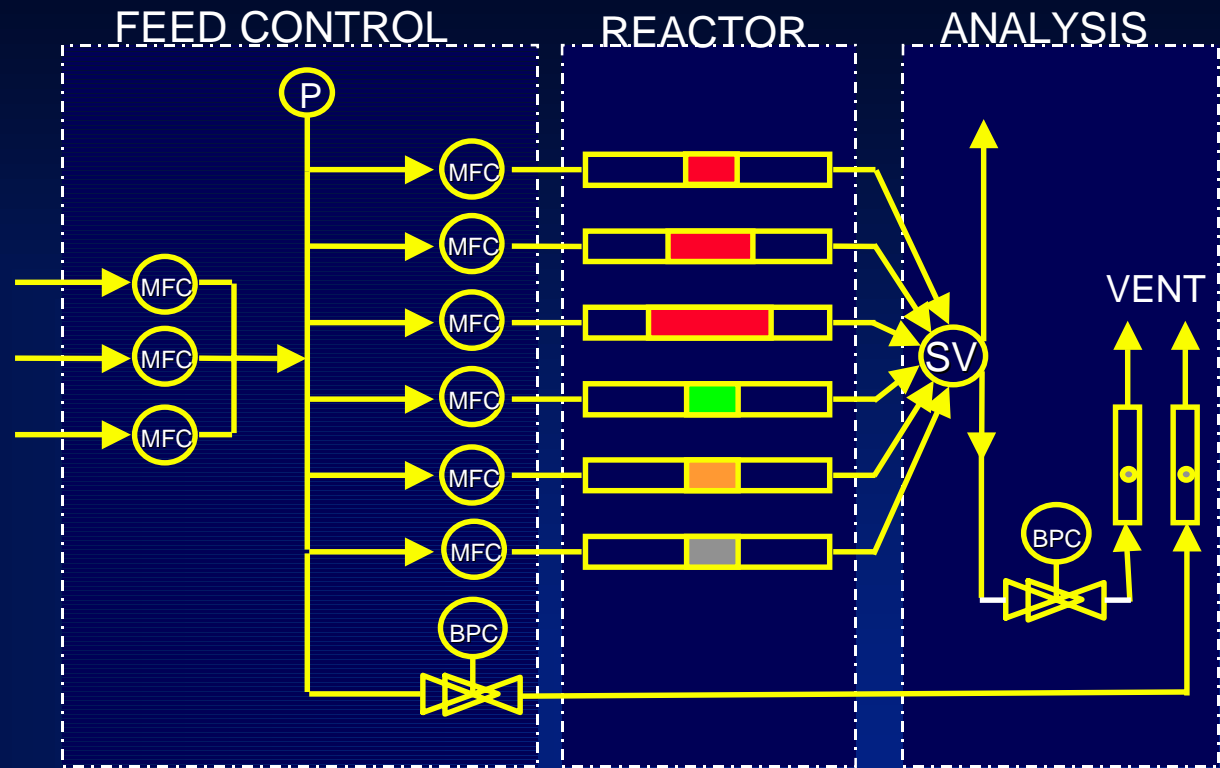 FEED CONTROL
REACTOR
ANALYSIS
P
MFC
MFC
MFC
MFC
MFC
MFC
MFC
MFC
MFC
BPC
SV
VENT
BPC